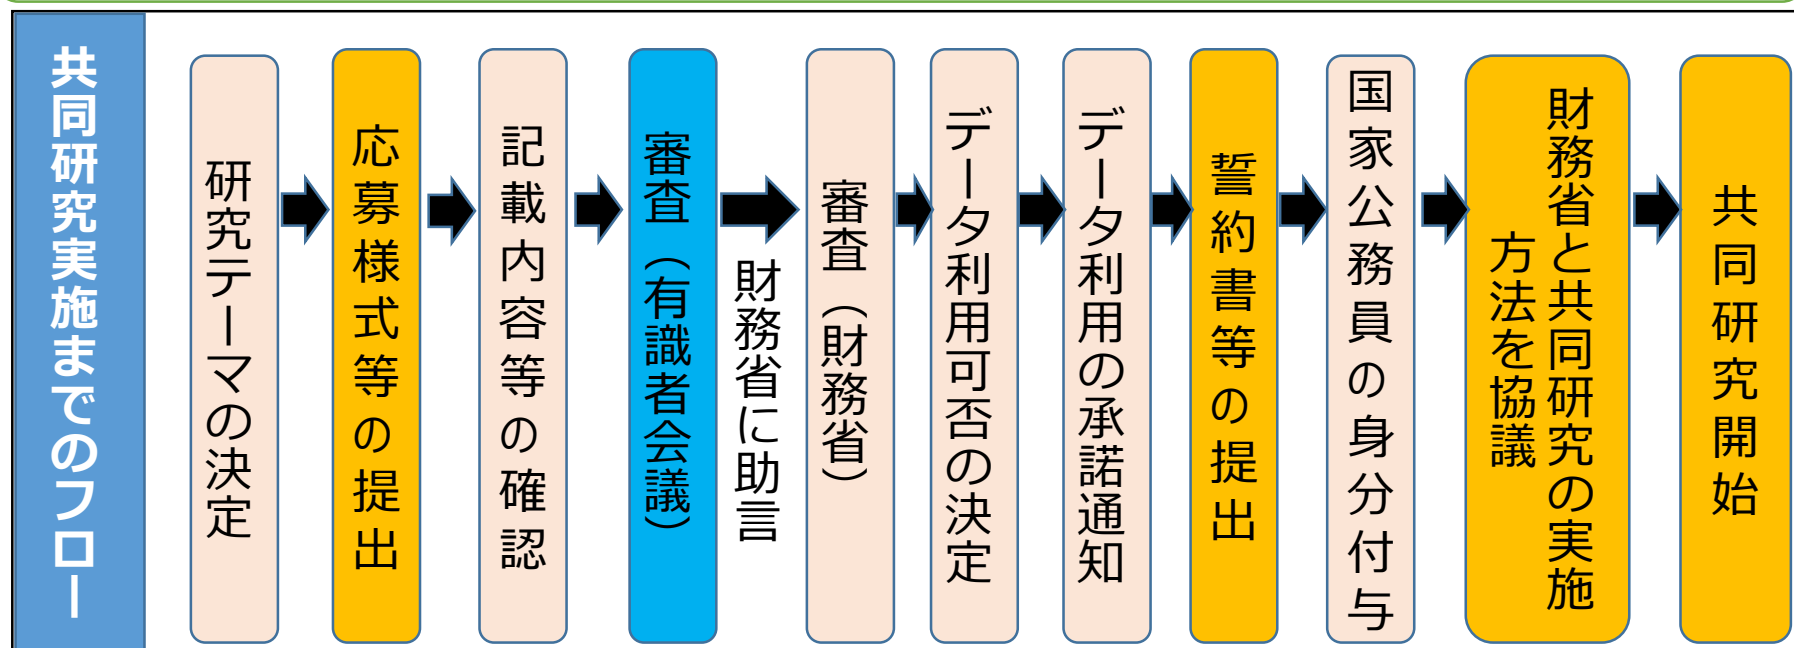 共同研究実施までのフロー
研究テーマの決定
応募様式等の提出
記載内容等の確認
審査（有識者会議）
財務省に助言
審査（財務省）
データ利用可否の決定
データ利用の承諾通知
誓約書等の提出
国家公務員の身分付与
財務省と共同研究の実施
方法を協議
共同研究開始